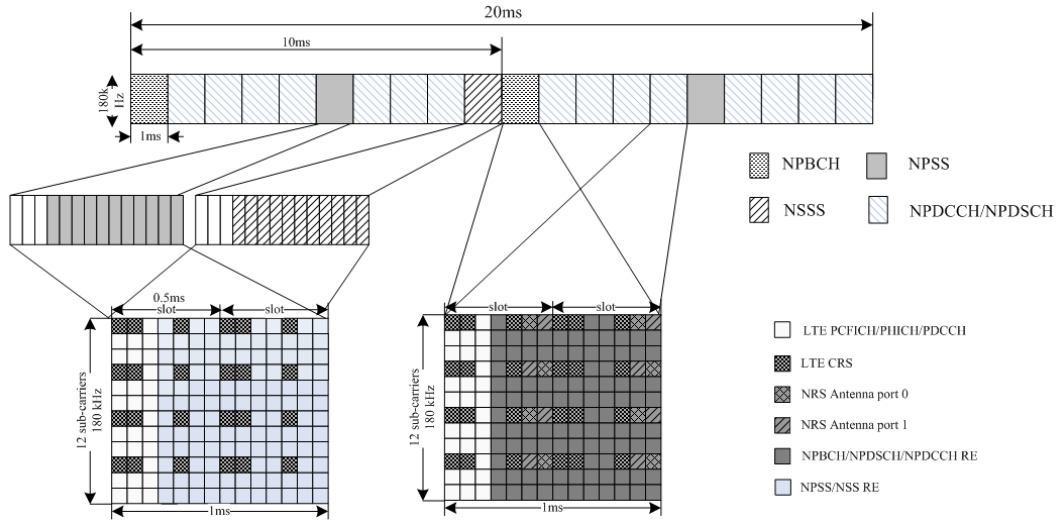 20ms
10ms
180k
Hz
1ms
NPBCH
NPSS
NSSS
NPDCCH/NPDSCH
0.5ms
slot
slot
12 sub-carriers
180 kHz
1ms
slot
slot
12 sub-carriers
180 kHz
1ms
LTE PCFICH/PHICH/PDCCH
LTE CRS
NRS Antenna port 0
NRS Antenna port 1
NPBCH/NPDSCH/NPDCCH RE
NPSS/NSS RE